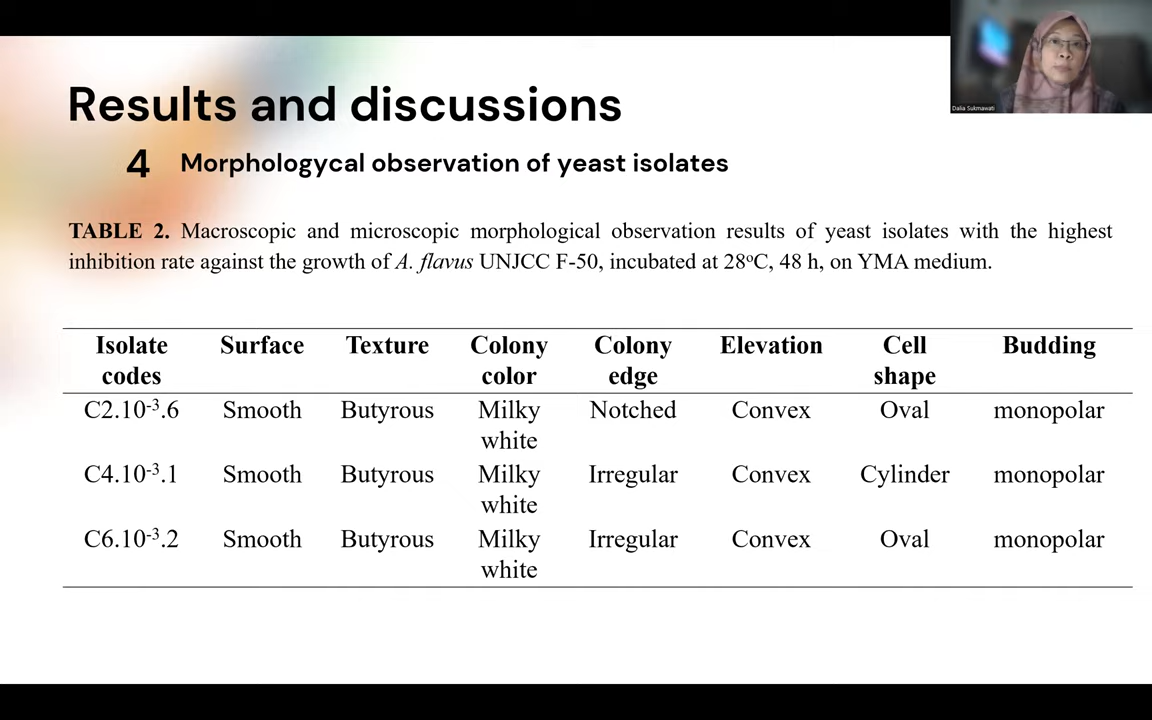 Dalia Sukmawati
Results and discussions
4 Morphologycal observation of yeast isolates
TABLE 2. Macroscopic and microscopic morphological observation results of yeast isolates with the highest
inhibition rate against the growth of A. flavus UNJCC F-50, incubated at 28ºC, 48 h, on YMA medium.
Isolate codes Surface Texture Colony color Colony edge Elevation Cell shape Budding
C2.10⁻³.6 Smooth Butyrous Milky white Notched Convex Oval monopolar
C4.10⁻³.1 Smooth Butyrous Milky white Irregular Convex Cylinder monopolar
C6.10⁻³.2 Smooth Butyrous Milky white Irregular Convex Oval monopolar